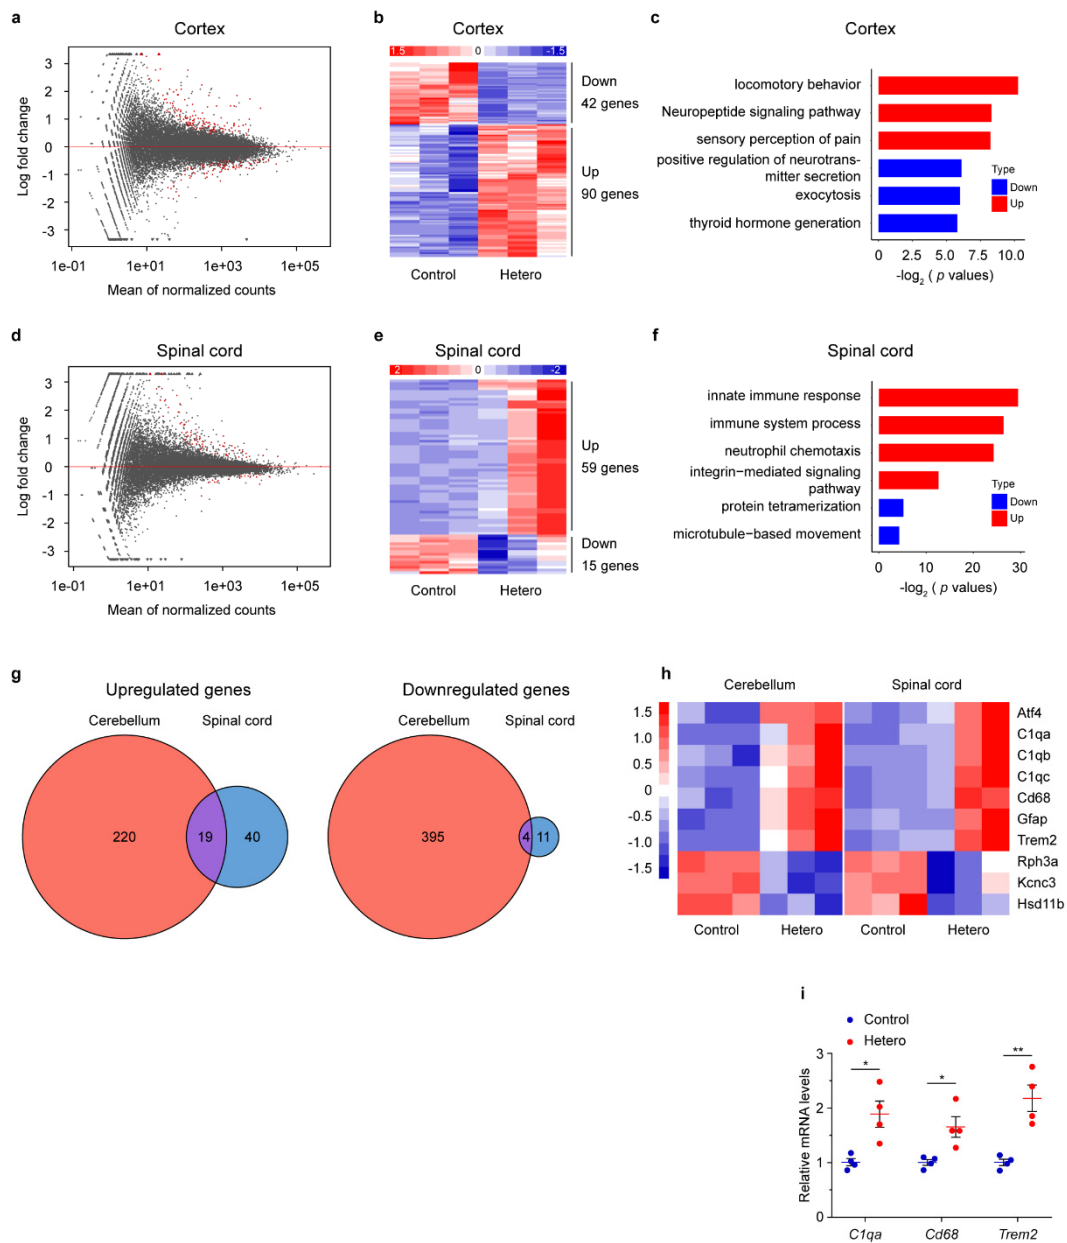 a
Cortex
3
2
1
0
-1
-2
-3
Log fold change
1e-01
1e+01
1e+03
1e+05
Mean of normalized counts
b
Cortex
1.5
0
-1.5
Down
42 genes
Up
90 genes
Control
Hetero
c
Cortex
locomotory behavior
Neuropeptide signaling pathway
sensory perception of pain
positive regulation of neurotrans-
mitter secretion
exocytosis
thyroid hormone generation
Type
Down
Up
0
2.5
5.0
7.5
10.0
-log2 ( p values)
d
Spinal cord
3
2
1
0
-1
-2
-3
Log fold change
1e-01
1e+01
1e+03
1e+05
Mean of normalized counts
e
Spinal cord
2
0
-2
Up
59 genes
Down
15 genes
Control
Hetero
f
Spinal cord
innate immune response
immune system process
neutrophil chemotaxis
integrin−mediated signaling
pathway
protein tetramerization
microtubule−based movement
Type
Down
Up
0
10
20
30
-log2 ( p values)
g
Upregulated genes
Cerebellum
Spinal cord
220
19
40
Downregulated genes
Cerebellum
Spinal cord
395
4
11
h
Cerebellum
Spinal cord
1.5
1.0
0.5
0
-0.5
-1.0
-1.5
Atf4
C1qa
C1qb
C1qc
Cd68
Gfap
Trem2
Rph3a
Kcnc3
Hsd11b
Control
Hetero
Control
Hetero
i
Control
Hetero
Relative mRNA levels
3
2
1
0
*
*
**
C1qa
Cd68
Trem2